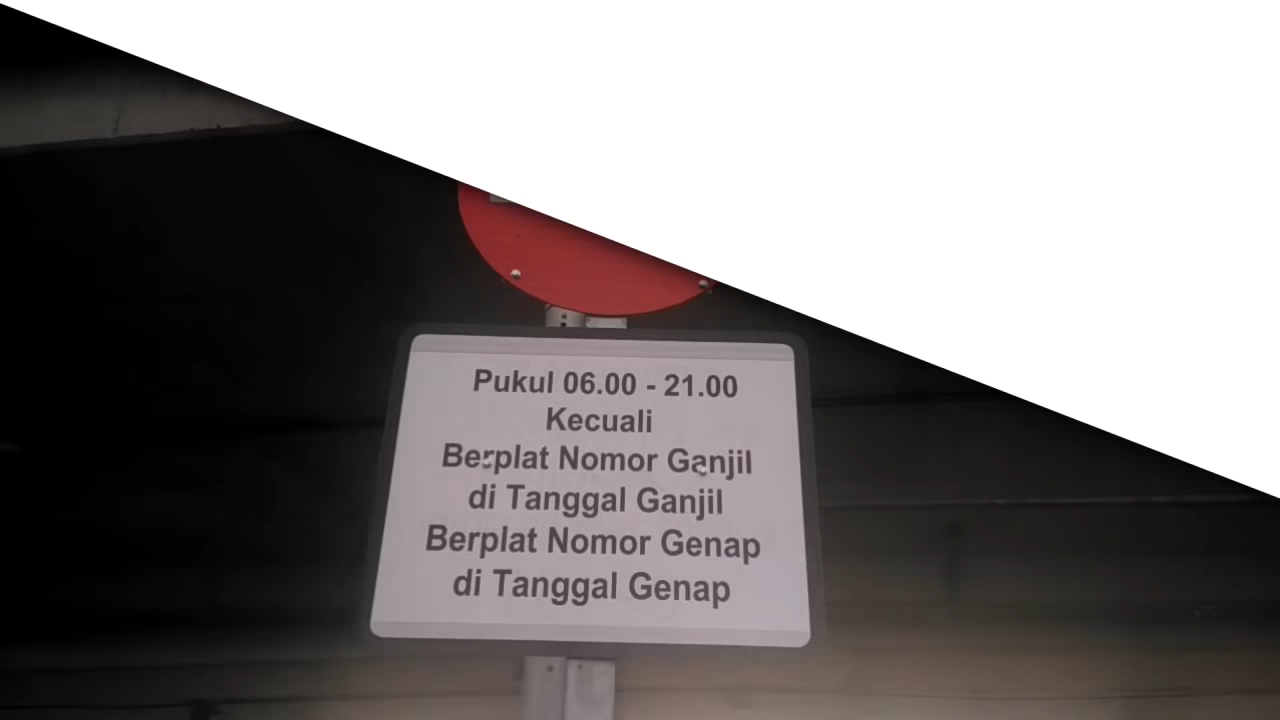 Pukul 06.00 - 21.00
Kecuali
Berplat Nomor Ganjil
di Tanggal Ganjil
Berplat Nomor Genap
di Tanggal Genap